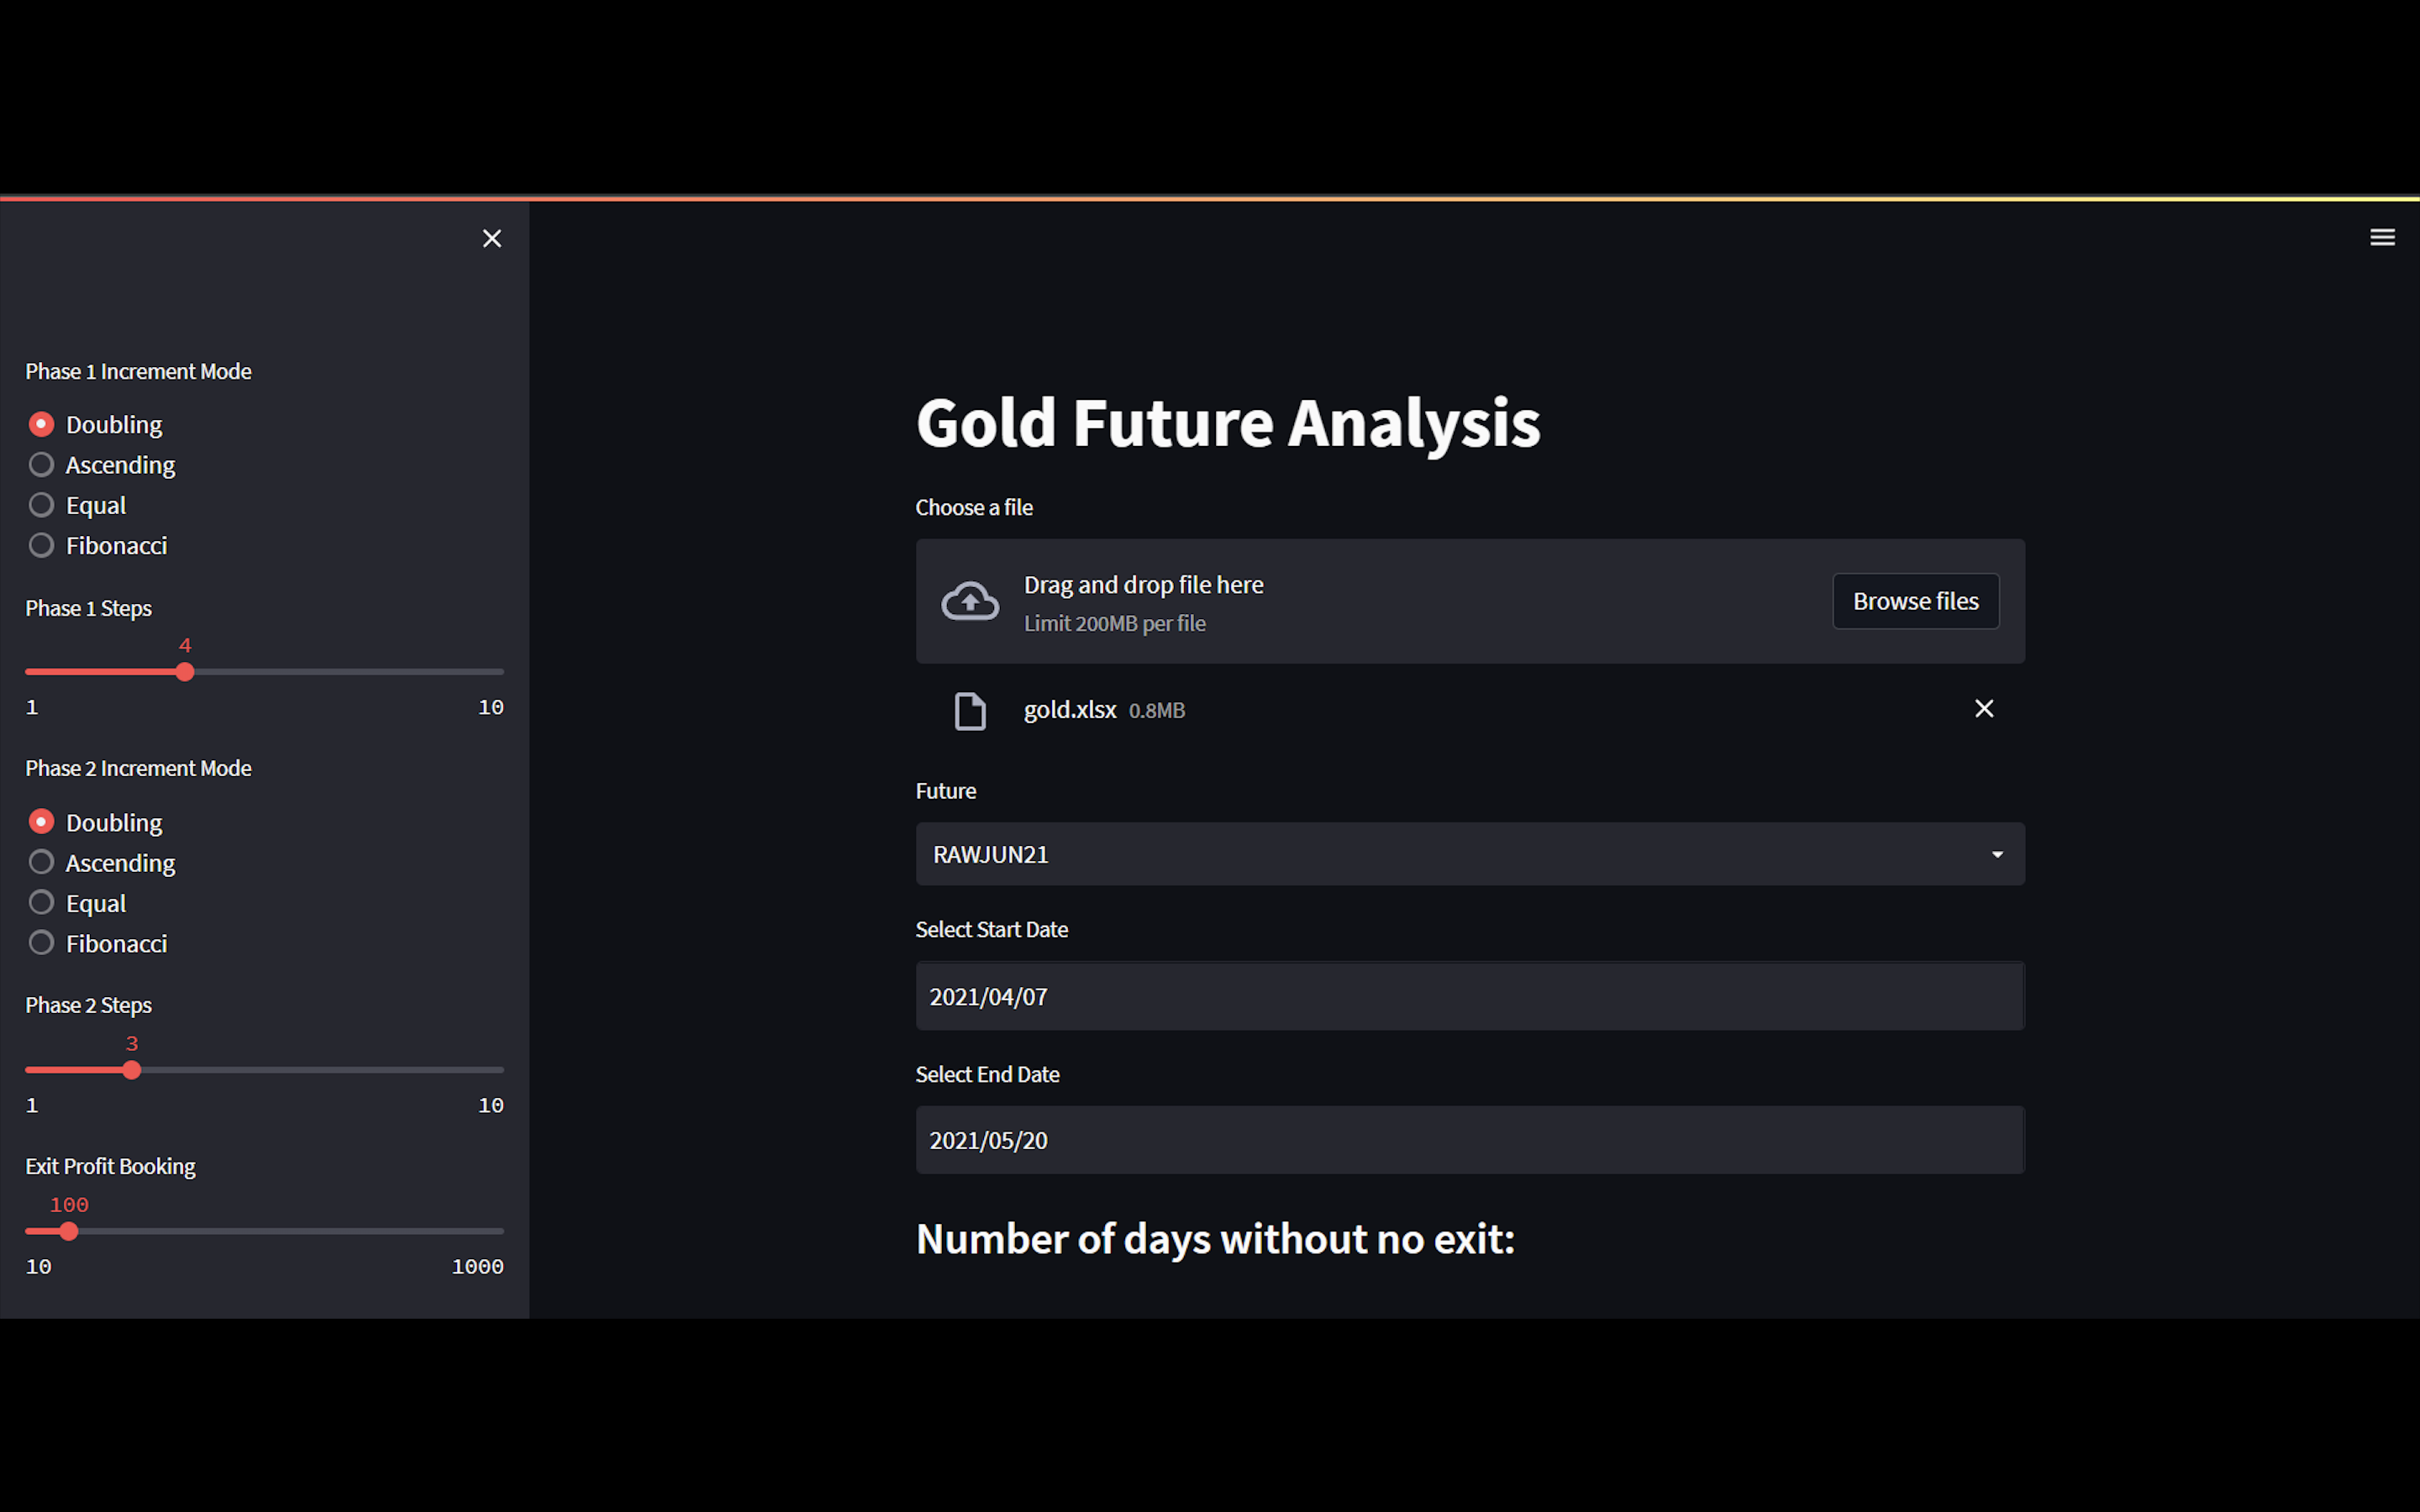 Phase 1 Increment Mode
Doubling
Ascending
Equal
Fibonacci
Phase 1 Steps
4
1 10
Phase 2 Increment Mode
Doubling
Ascending
Equal
Fibonacci
Phase 2 Steps
3
1 10
Exit Profit Booking
100
10 1000
Gold Future Analysis
Choose a file
Drag and drop file here
Limit 200MB per file
Browse files
gold.xlsx 0.8MB
Future
RAWJUN21
Select Start Date
2021/04/07
Select End Date
2021/05/20
Number of days without no exit: